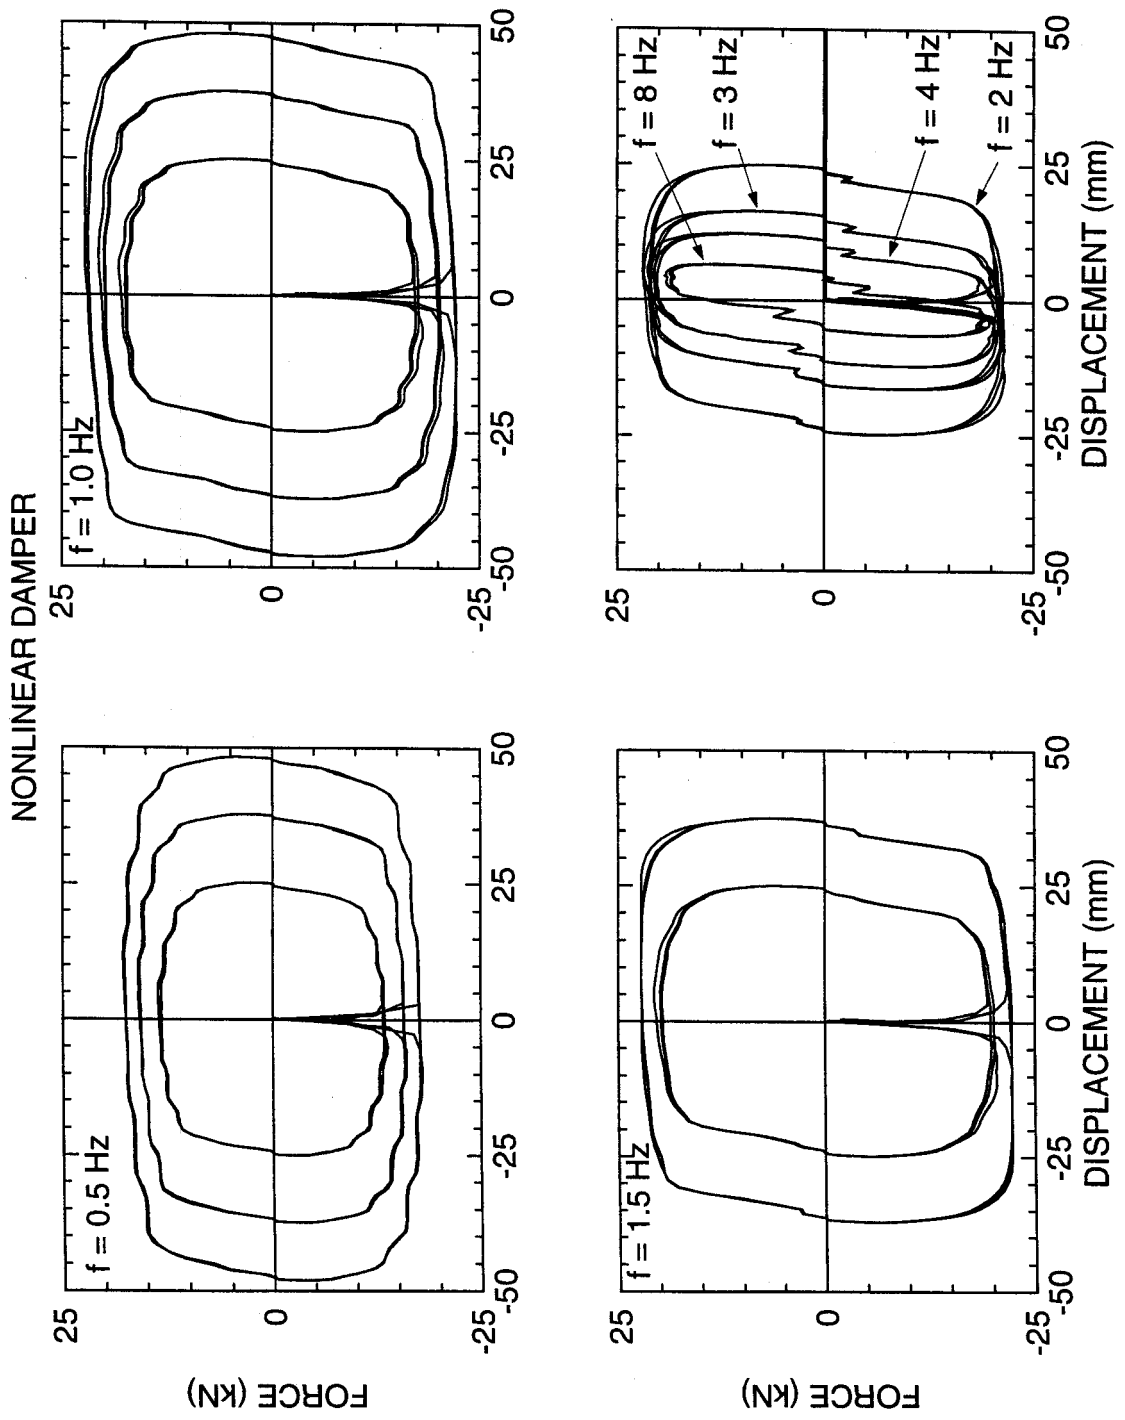 NONLINEAR DAMPER
f = 0.5 Hz
25
0
-25
FORCE (kN)
-50
-25
0
25
50
f = 1.0 Hz
25
0
-25
-50
-25
0
25
50
f = 1.5 Hz
25
0
-25
FORCE (kN)
-50
-25
0
25
50
DISPLACEMENT (mm)
f = 8 Hz
f = 3 Hz
f = 4 Hz
f = 2 Hz
25
0
-25
-50
-25
0
25
50
DISPLACEMENT (mm)